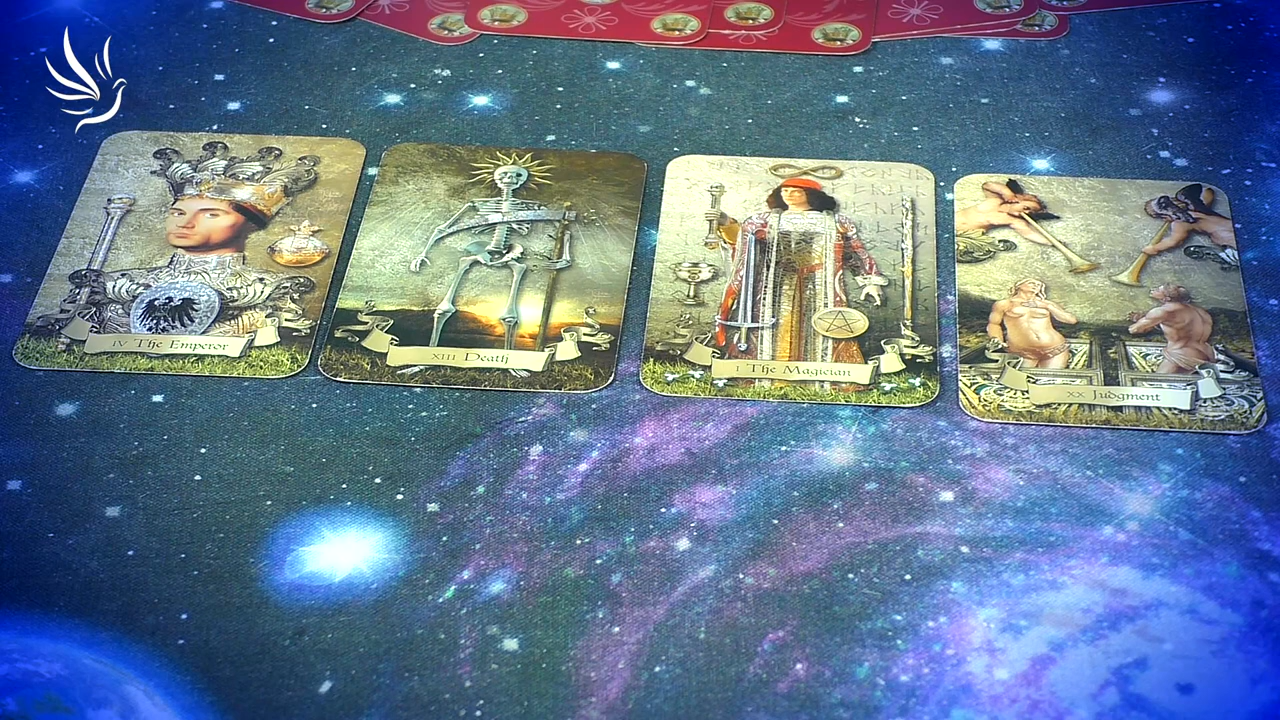 IV The Emperor
XIII Death
I The Magician
XX Judgment